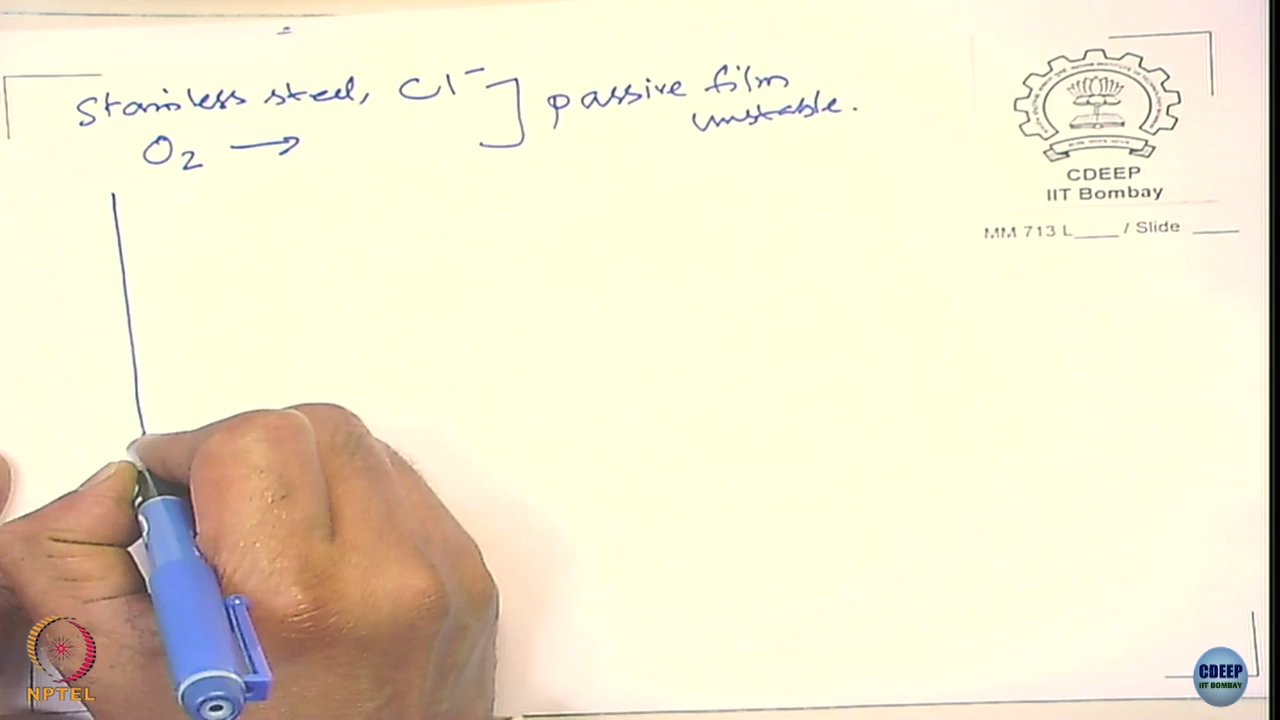 Stainless steel, Cl⁻ ] passive film
unstable.
O₂ →
CDEEP
IIT Bombay
MM 713 L____ / Slide ____
NPTEL
CDEEP
IIT BOMBAY